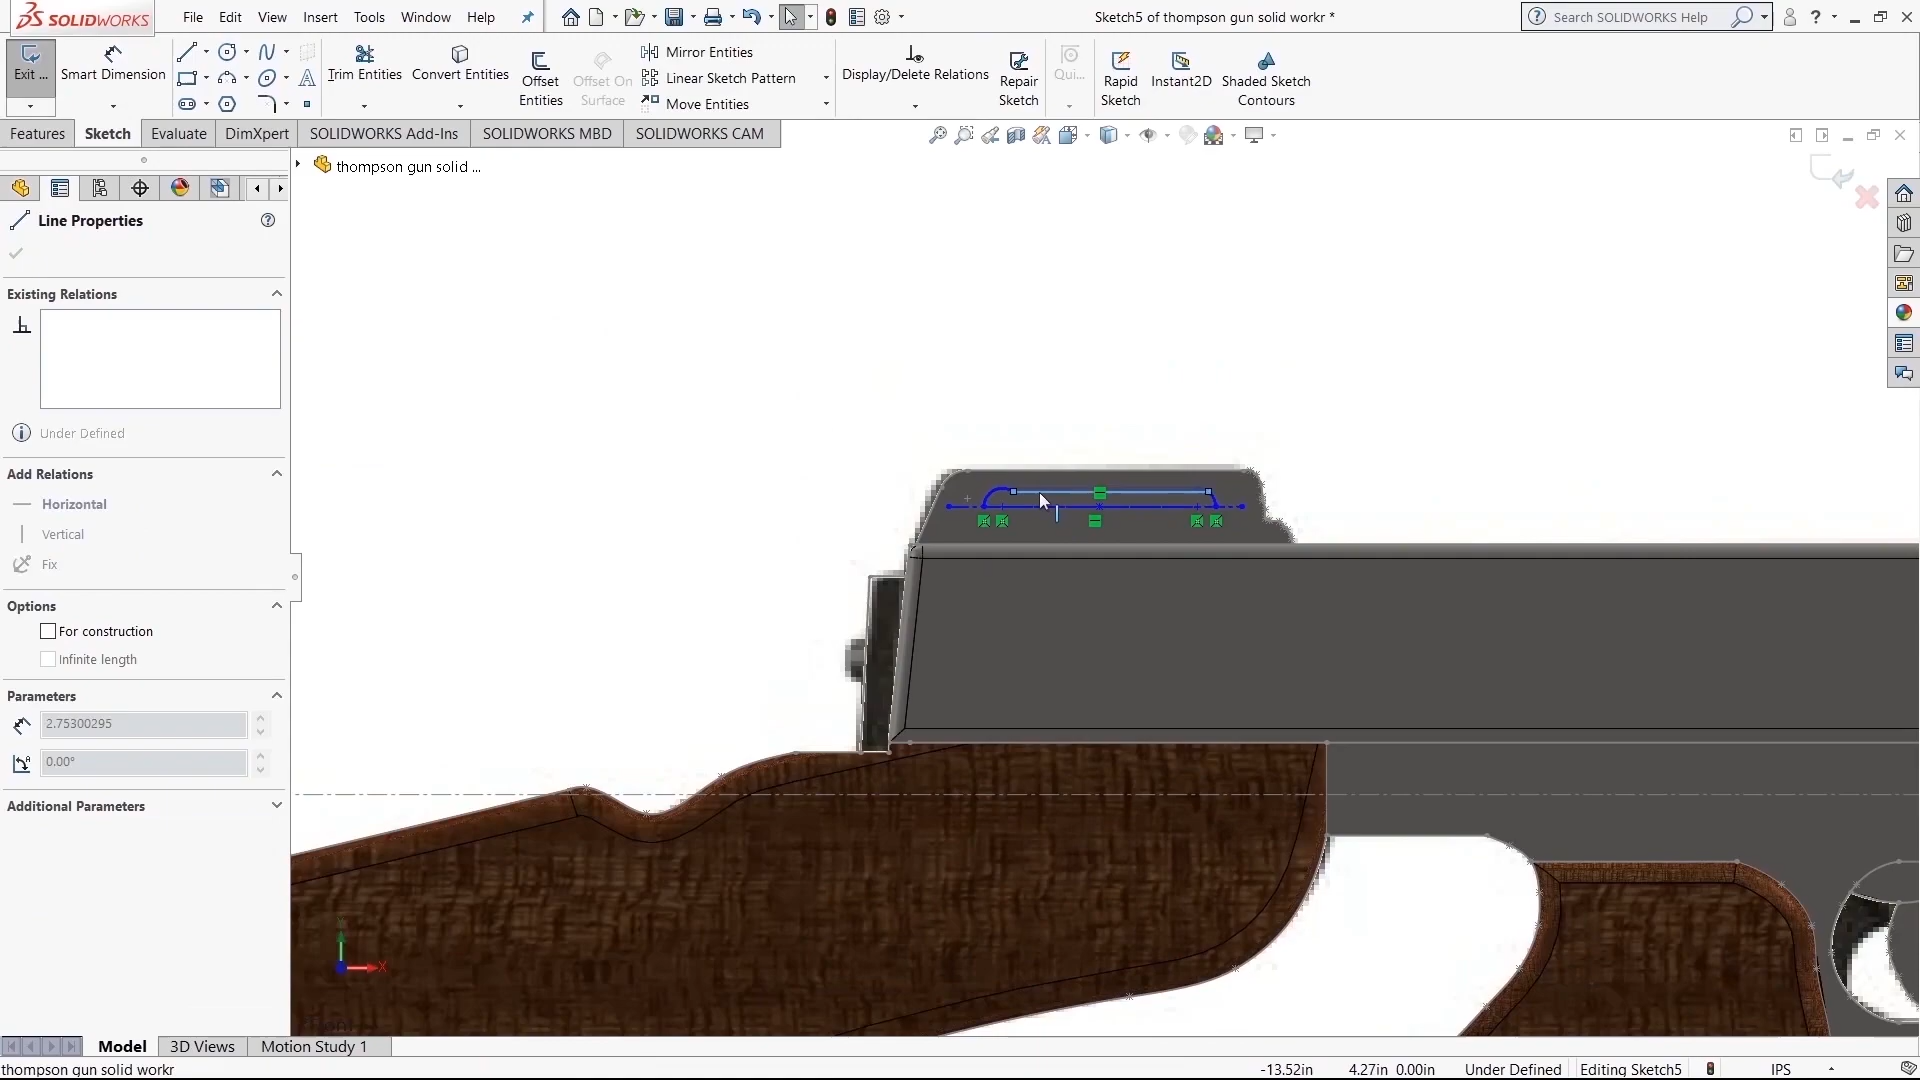 SOLIDWORKS File Edit View Insert Tools Window Help Sketch5 of thompson gun solid workr * Search SOLIDWORKS Help
Exit ... Smart Dimension Trim Entities Convert Entities Offset Entities Offset On Surface Mirror Entities Linear Sketch Pattern Move Entities Display/Delete Relations Repair Sketch Qui... Rapid Sketch Instant2D Shaded Sketch Contours
Features Sketch Evaluate DimXpert SOLIDWORKS Add-Ins SOLIDWORKS MBD SOLIDWORKS CAM
thompson gun solid ...
Line Properties
Existing Relations
Under Defined
Add Relations
Horizontal
Vertical
Fix
Options
For construction
Infinite length
Parameters
2.75300295
0.00°
Additional Parameters
X
Model 3D Views Motion Study 1
thompson gun solid workr -13.52in 4.27in 0.00in Under Defined Editing Sketch5 IPS